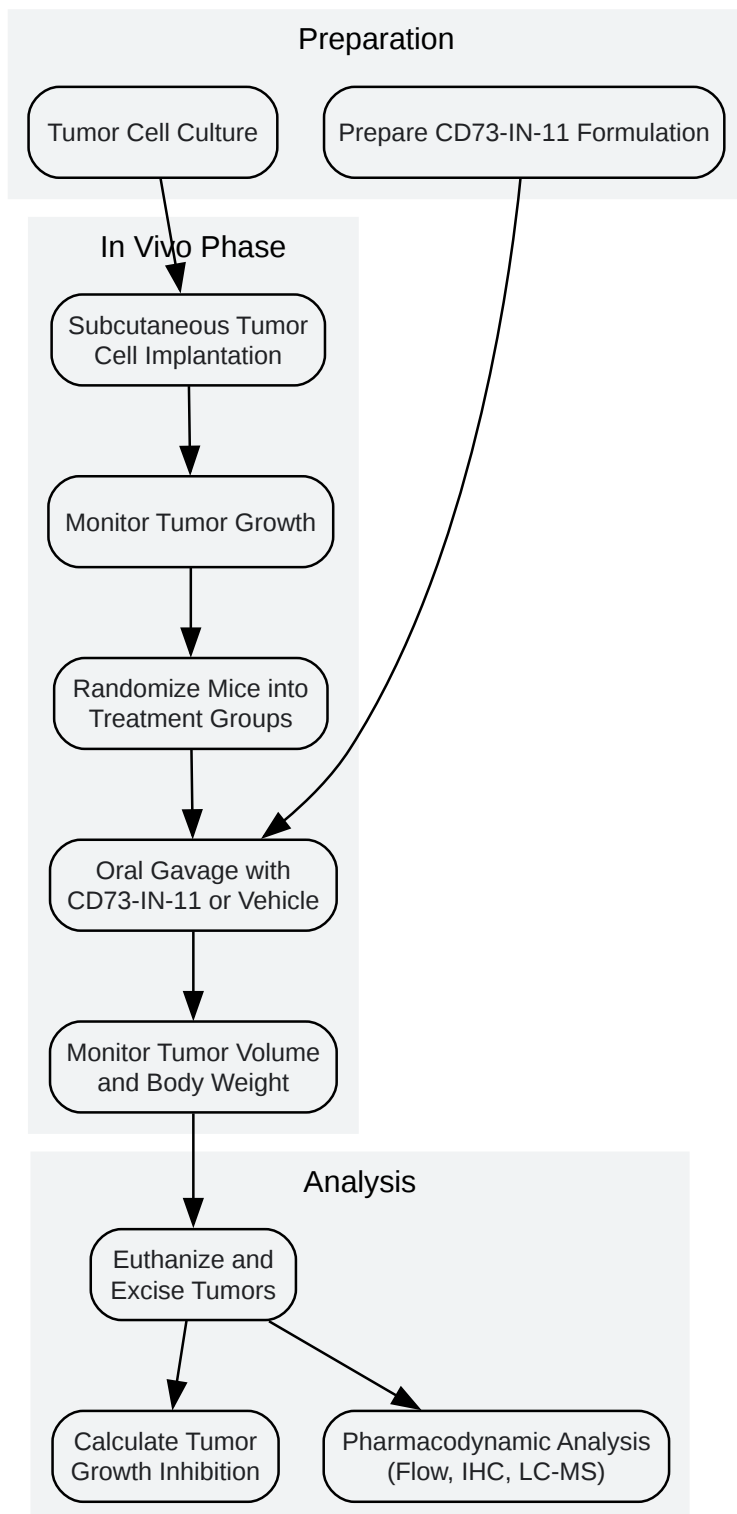 Preparation
Tumor Cell Culture
Prepare CD73-IN-11 Formulation
In Vivo Phase
Subcutaneous Tumor
Cell Implantation
Monitor Tumor Growth
Randomize Mice into
Treatment Groups
Oral Gavage with
CD73-IN-11 or Vehicle
Monitor Tumor Volume
and Body Weight
Analysis
Euthanize and
Excise Tumors
Calculate Tumor
Growth Inhibition
Pharmacodynamic Analysis
(Flow, IHC, LC-MS)